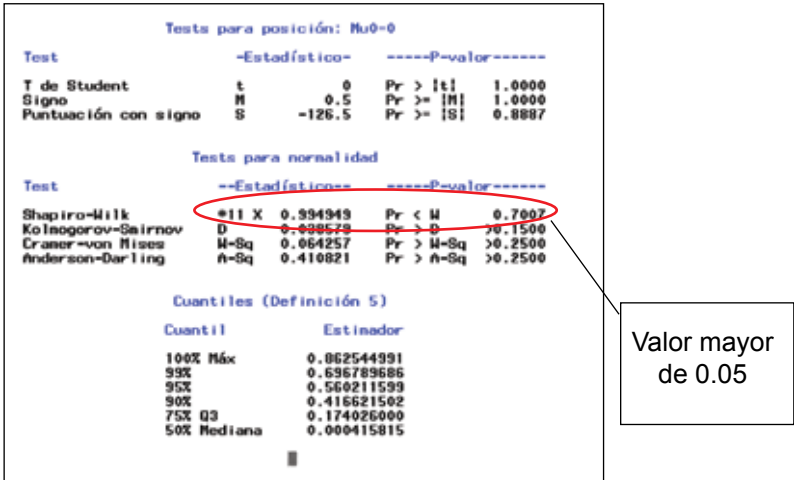 Tests para posición: Mu0=0
Test -Estadístico- -----P-valor------
T de Student t 0 Pr > |t| 1.0000
Signo M 0.5 Pr >= |M| 1.0000
Puntuación con signo S -126.5 Pr >= |S| 0.8887
Tests para normalidad
Test --Estadístico-- -----P-valor------
Shapiro-Wilk *11 X 0.994949 Pr < W 0.7007
Kolmogorov-Smirnov D 0.038579 Pr > D >0.1500
Cramer-von Mises W-Sq 0.064257 Pr > W-Sq >0.2500
Anderson-Darling A-Sq 0.410821 Pr > A-Sq >0.2500
Cuantiles (Definición 5)
Cuantil Estimador
100% Máx 0.862544991
99% 0.696789686
95% 0.560211599
90% 0.416621502
75% Q3 0.174026000
50% Mediana 0.000415815
Valor mayor
de 0.05